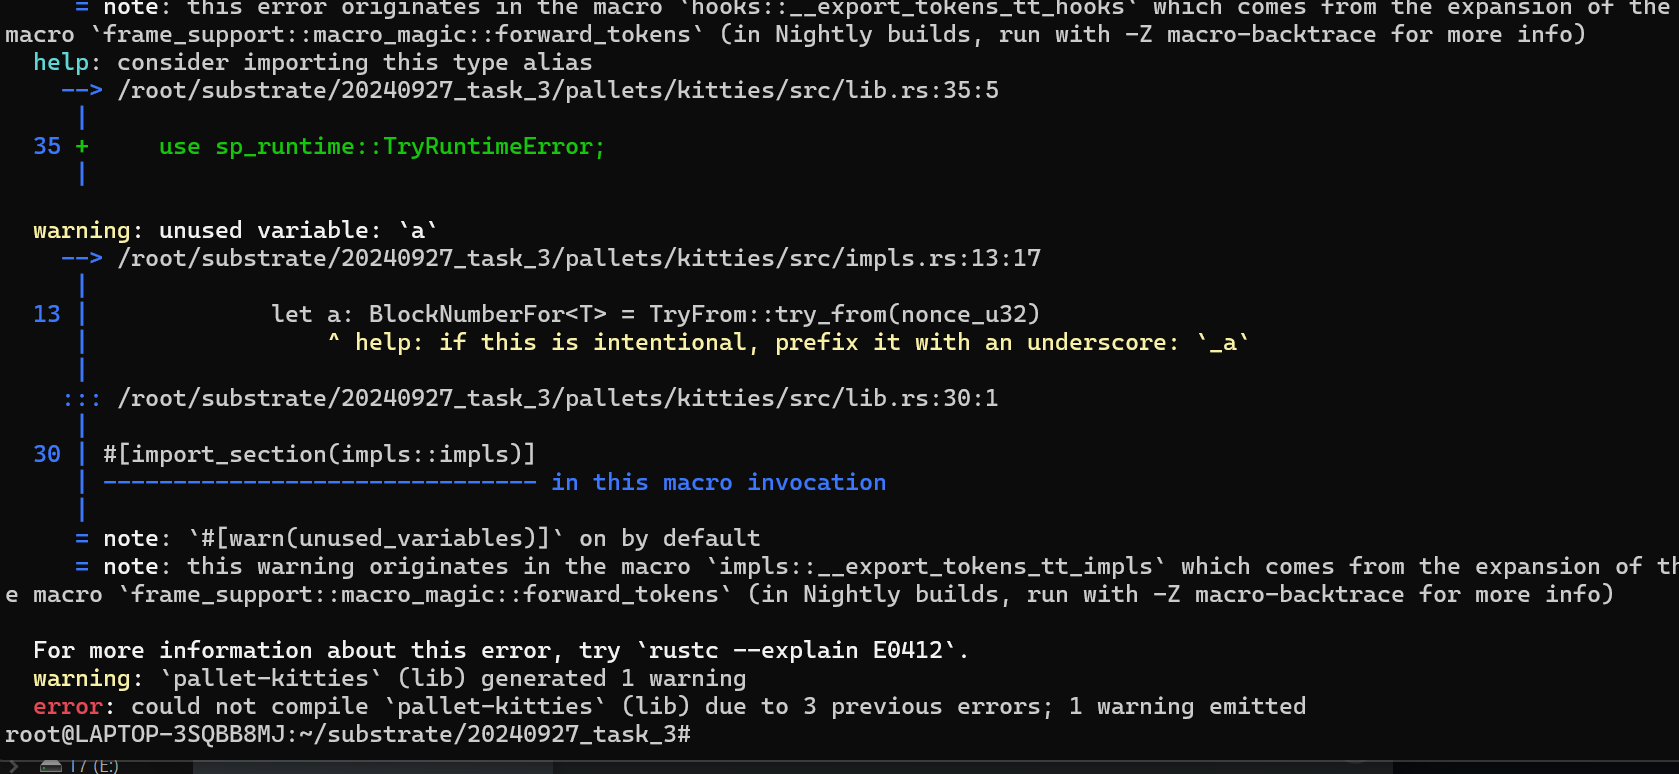 = note: this error originates in the macro `hooks::__export_tokens_tt_hooks` which comes from the expansion of the
macro `frame_support::macro_magic::forward_tokens` (in Nightly builds, run with -Z macro-backtrace for more info)
help: consider importing this type alias
--> /root/substrate/20240927_task_3/pallets/kitties/src/lib.rs:35:5
|
35 +     use sp_runtime::TryRuntimeError;
|
warning: unused variable: `a`
--> /root/substrate/20240927_task_3/pallets/kitties/src/impls.rs:13:17
|
13 |             let a: BlockNumberFor<T> = TryFrom::try_from(nonce_u32)
|                 ^ help: if this is intentional, prefix it with an underscore: `_a`
|
::: /root/substrate/20240927_task_3/pallets/kitties/src/lib.rs:30:1
|
30 | #[import_section(impls::impls)]
| ------------------------------- in this macro invocation
|
= note: `#[warn(unused_variables)]` on by default
= note: this warning originates in the macro `impls::__export_tokens_tt_impls` which comes from the expansion of th
e macro `frame_support::macro_magic::forward_tokens` (in Nightly builds, run with -Z macro-backtrace for more info)
For more information about this error, try `rustc --explain E0412`.
warning: `pallet-kitties` (lib) generated 1 warning
error: could not compile `pallet-kitties` (lib) due to 3 previous errors; 1 warning emitted
root@LAPTOP-3SQBB8MJ:~/substrate/20240927_task_3#
(E:)